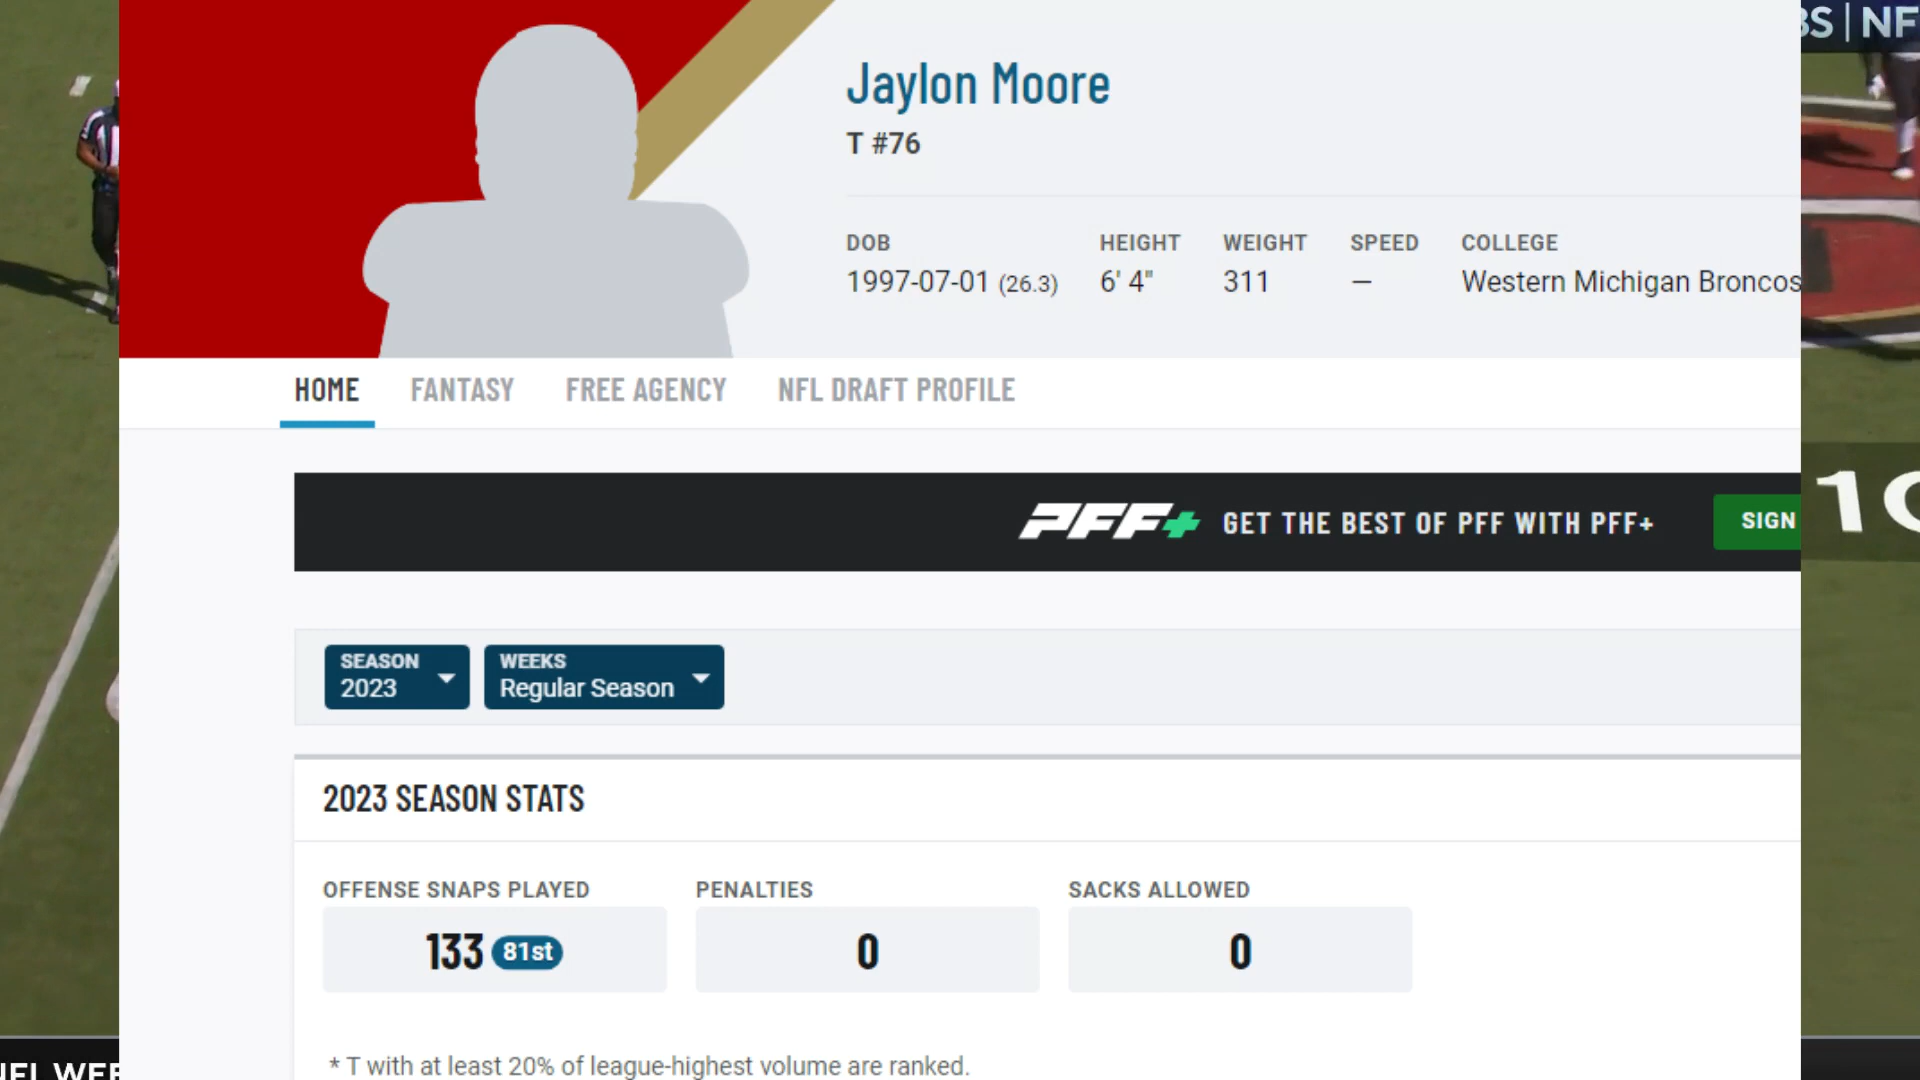 Jaylon Moore
T #76
DOB HEIGHT WEIGHT SPEED COLLEGE
1997-07-01 (26.3) 6' 4" 311 — Western Michigan Broncos
HOME FANTASY FREE AGENCY NFL DRAFT PROFILE
PFF+ GET THE BEST OF PFF WITH PFF+ SIGN
SEASON
2023
WEEKS
Regular Season
2023 SEASON STATS
OFFENSE SNAPS PLAYED PENALTIES SACKS ALLOWED
133 81st 0 0
* T with at least 20% of league-highest volume are ranked.